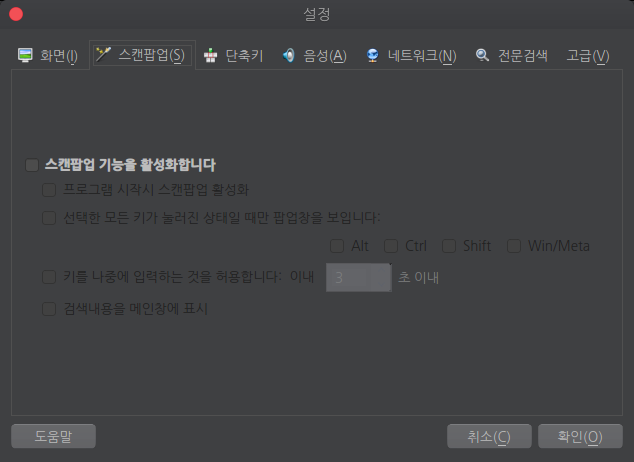 설정
화면(I) 스캔팝업(S) 단축키 음성(A) 네트워크(N) 전문검색 고급(V)
스캔팝업 기능을 활성화합니다
프로그램 시작시 스캔팝업 활성화
선택한 모든 키가 눌러진 상태일 때만 팝업창을 보입니다:
Alt Ctrl Shift Win/Meta
키를 나중에 입력하는 것을 허용합니다: 이내 3 초 이내
검색내용을 메인창에 표시
도움말 취소(C) 확인(O)